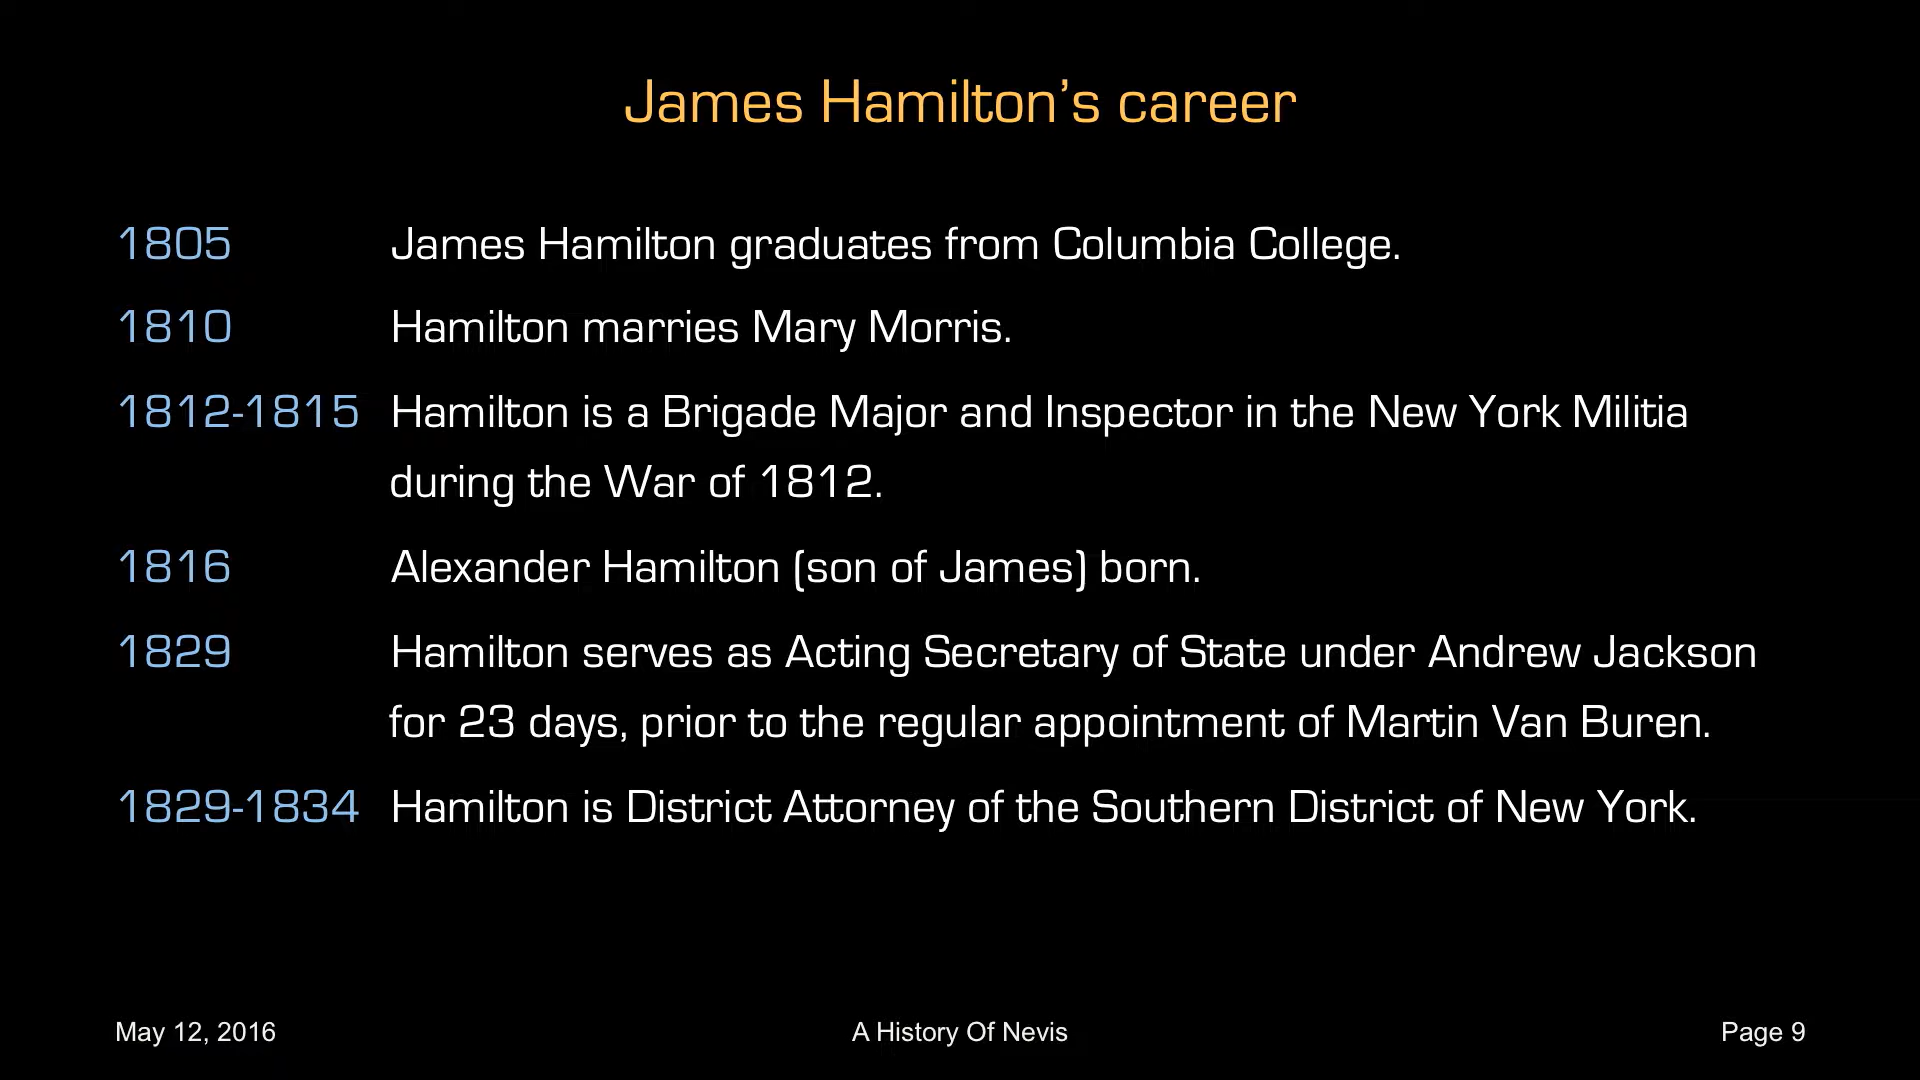 James Hamilton’s career
1805 James Hamilton graduates from Columbia College.
1810 Hamilton marries Mary Morris.
1812-1815 Hamilton is a Brigade Major and Inspector in the New York Militia
during the War of 1812.
1816 Alexander Hamilton (son of James) born.
1829 Hamilton serves as Acting Secretary of State under Andrew Jackson
for 23 days, prior to the regular appointment of Martin Van Buren.
1829-1834 Hamilton is District Attorney of the Southern District of New York.
May 12, 2016 A History Of Nevis Page 9